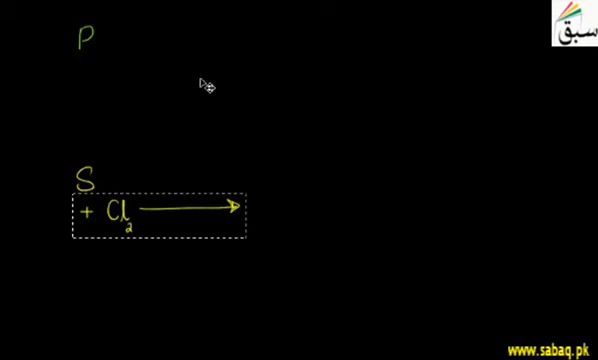 سبق
P
S
+ Cl₂ ⟶
www.sabaq.pk